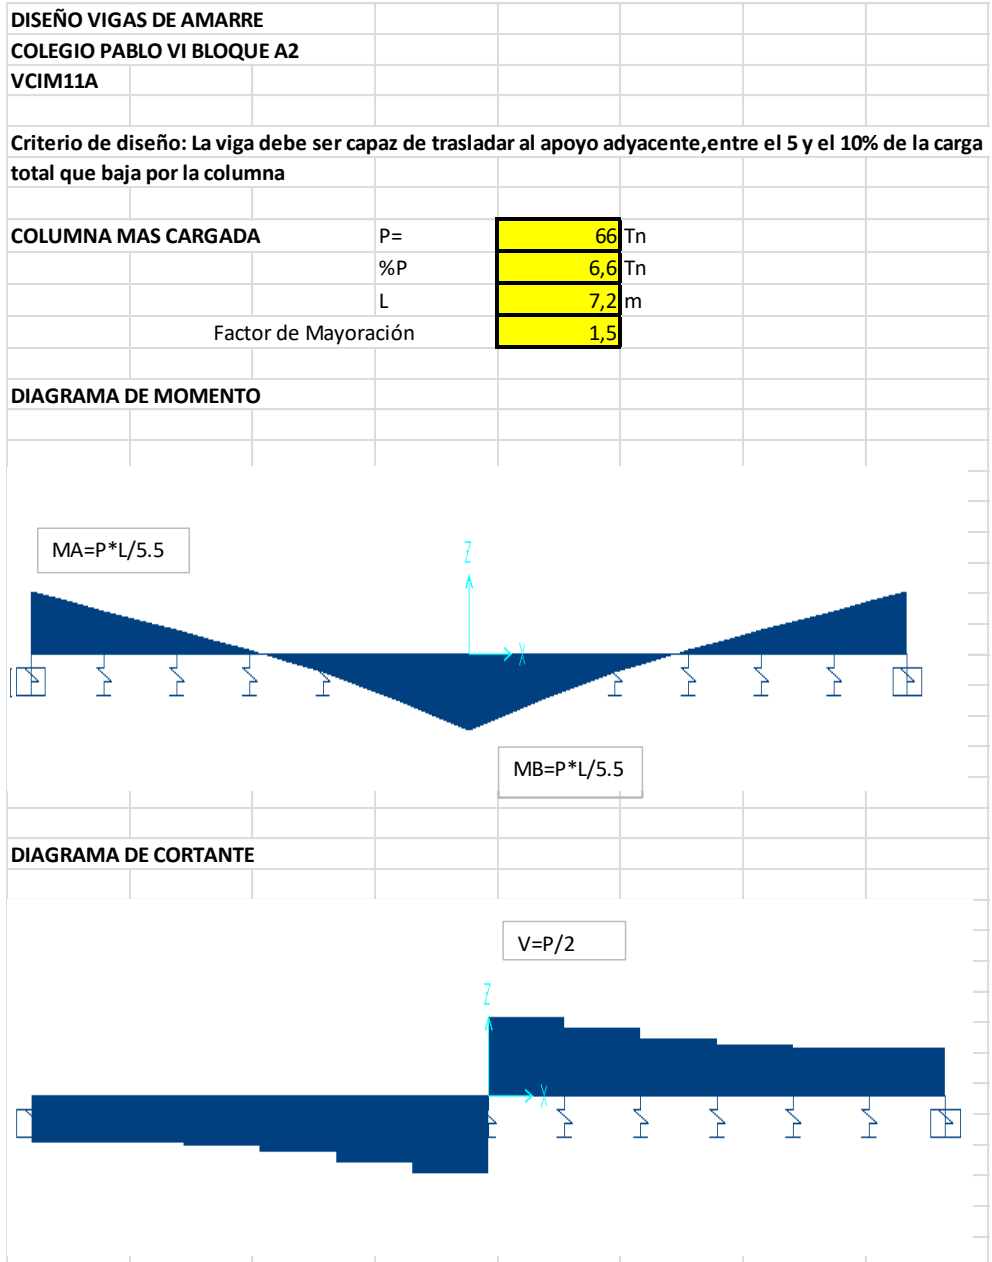 DISEÑO VIGAS DE AMARRE
COLEGIO PABLO VI BLOQUE A2
VCIM11A
Criterio de diseño: La viga debe ser capaz de trasladar al apoyo adyacente,entre el 5 y el 10% de la carga
total que baja por la columna
COLUMNA MAS CARGADA P= 66 Tn
%P 6,6 Tn
L 7,2 m
Factor de Mayoración 1,5
DIAGRAMA DE MOMENTO
MA=P*L/5.5
Z
X
MB=P*L/5.5
DIAGRAMA DE CORTANTE
V=P/2
Z
X